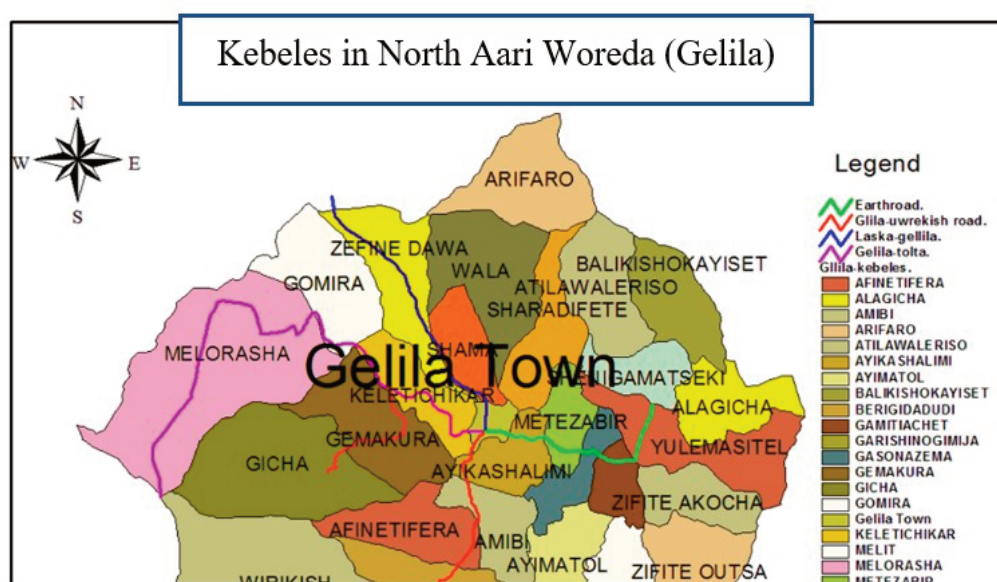 Kebeles in North Aari Woreda (Gelila)
N
W
E
S
ARIFARO
ZEFINE DAWA
WALA
BALIKISHOKAYISET
GOMIRA
ATILAWALERISO
SHARADIFETE
MELORASHA
SHAMA
Gelila Town
KELETICHIKAR
ALAGICHA
METEZABIR
GEMAKURA
YULEMASITEL
GICHA
AYIKASHALIMI
ZIFITE AKOCHA
AFINETIFERA
AMIBI
AYIMATOL
ZIFITE OUTSA
WIRIKISH
Legend
Earthroad.
Glila-uwrekish road.
Laska-gellila.
Gelila-tolta.
Gllila-kebeles.
AFINETIFERA
ALAGICHA
AMIBI
ARIFARO
ATILAWALERISO
AYIKASHALIMI
AYIMATOL
BALIKISHOKAYISET
BERIGIDADUDI
GAMITIACHET
GARISHINOGIMIJA
GASONAZEMA
GEMAKURA
GICHA
GOMIRA
Gelila Town
KELETICHIKAR
MELIT
MELORASHA
METEZABIR